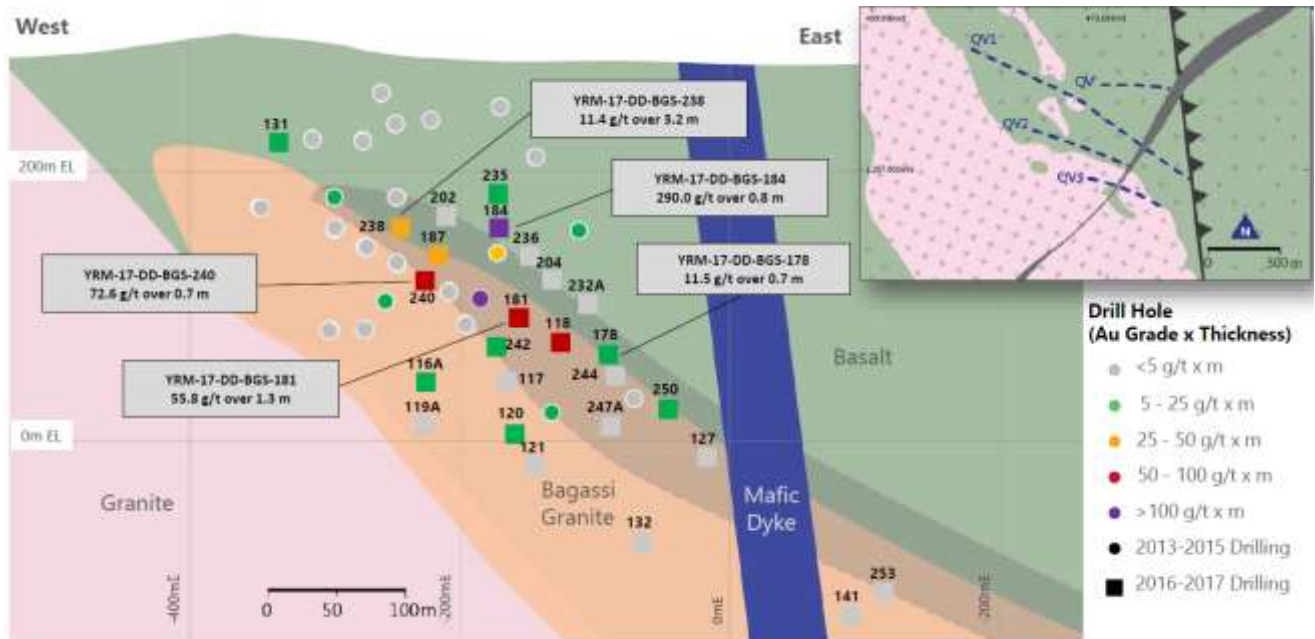 West
East
YRM-17-DD-BGS-238
11.4 g/t over 3.2 m
YRM-17-DD-BGS-184
290.0 g/t over 0.8 m
YRM-17-DD-BGS-178
11.5 g/t over 0.7 m
YRM-17-DD-BGS-240
72.6 g/t over 0.7 m
YRM-17-DD-BGS-181
55.8 g/t over 1.3 m
200m EL
0m EL
131
202
235
238
184
187
236
204
240
232A
181
118
178
242
244
116A
117
250
119A
120
247A
127
121
132
253
141
Granite
Bagassi
Granite
Mafic
Dyke
Basalt
-400mE
-200mE
0mE
200mE
0 50 100m
QV1
QV
QV2
QV3
N
0 500 m
Drill Hole
(Au Grade x Thickness)
<5 g/t x m
5 - 25 g/t x m
25 - 50 g/t x m
50 - 100 g/t x m
>100 g/t x m
2013-2015 Drilling
2016-2017 Drilling